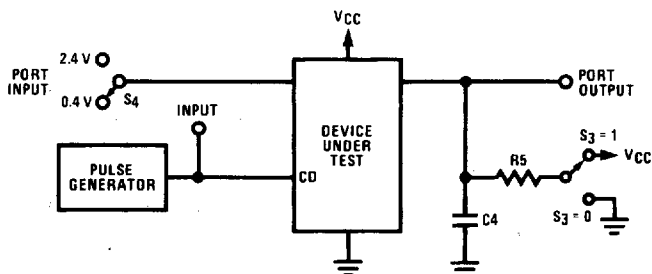 VCC
2.4 V
PORT
INPUT
0.4 V
S4
INPUT
PULSE
GENERATOR
CD
DEVICE
UNDER
TEST
PORT
OUTPUT
S3 = 1
VCC
R5
C4
S3 = 0